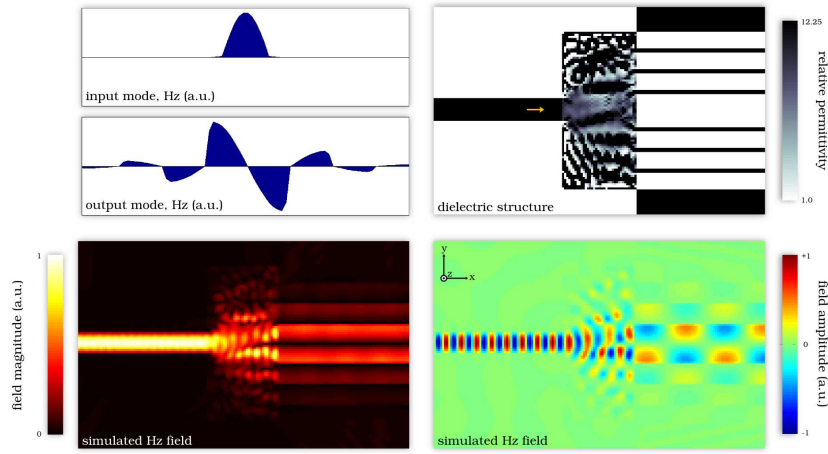 input mode, Hz (a.u.)
output mode, Hz (a.u.)
12.25
relative permittivity
1.0
dielectric structure
1
field magnitude (a.u.)
0
simulated Hz field
y
z
x
+1
field amplitude (a.u.)
0
-1
simulated Hz field